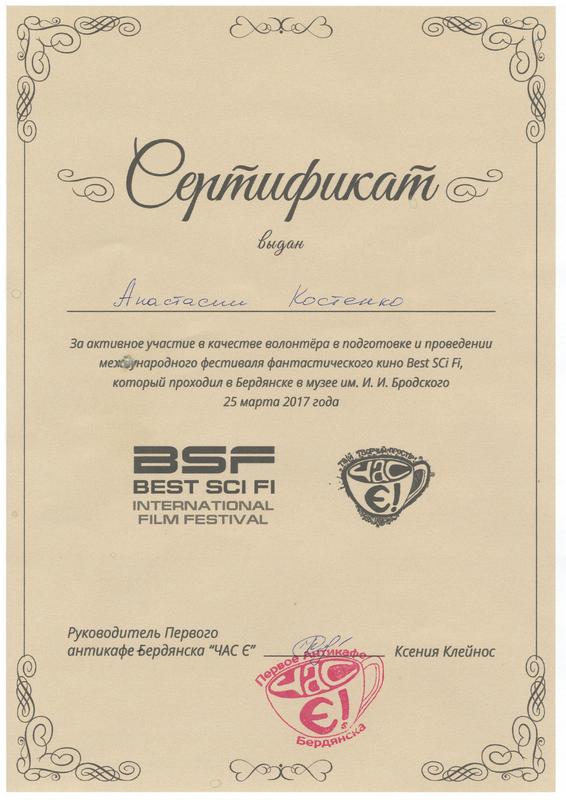 Сертификат
выдан
Анастасии Костенко
За активное участие в качестве волонтёра в подготовке и проведении
международного фестиваля фантастического кино Best SCi Fi,
который проходил в Бердянске в музее им. И. И. Бродского
25 марта 2017 года
BSF
BEST SCI FI
INTERNATIONAL
FILM FESTIVAL
ЧАС
Є!
Руководитель Первого
антикафе Бердянска “ЧАС Є”
Ксения Клейнос
Первое Антикафе
ЧАС
Є!
Бердянска